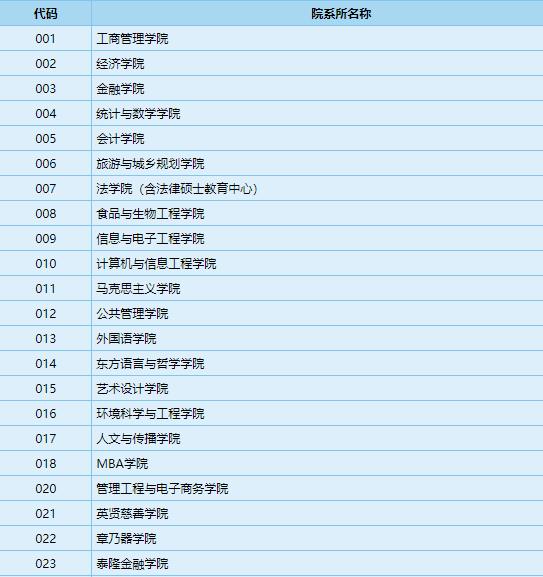 代码 院系所名称
001 工商管理学院
002 经济学院
003 金融学院
004 统计与数学学院
005 会计学院
006 旅游与城乡规划学院
007 法学院（含法律硕士教育中心）
008 食品与生物工程学院
009 信息与电子工程学院
010 计算机与信息工程学院
011 马克思主义学院
012 公共管理学院
013 外国语学院
014 东方语言与哲学学院
015 艺术设计学院
016 环境科学与工程学院
017 人文与传播学院
018 MBA学院
020 管理工程与电子商务学院
021 英贤慈善学院
022 章乃器学院
023 泰隆金融学院